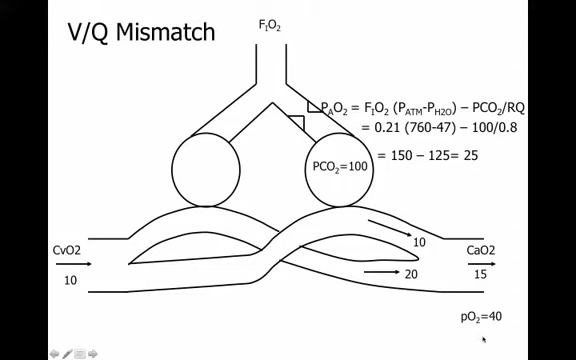 V/Q Mismatch
FIO2
PAO2 = FIO2 (PATM-PH2O) – PCO2/RQ
= 0.21 (760-47) – 100/0.8
= 150 – 125= 25
PCO2=100
10
CvO2
10
20
CaO2
15
pO2=40